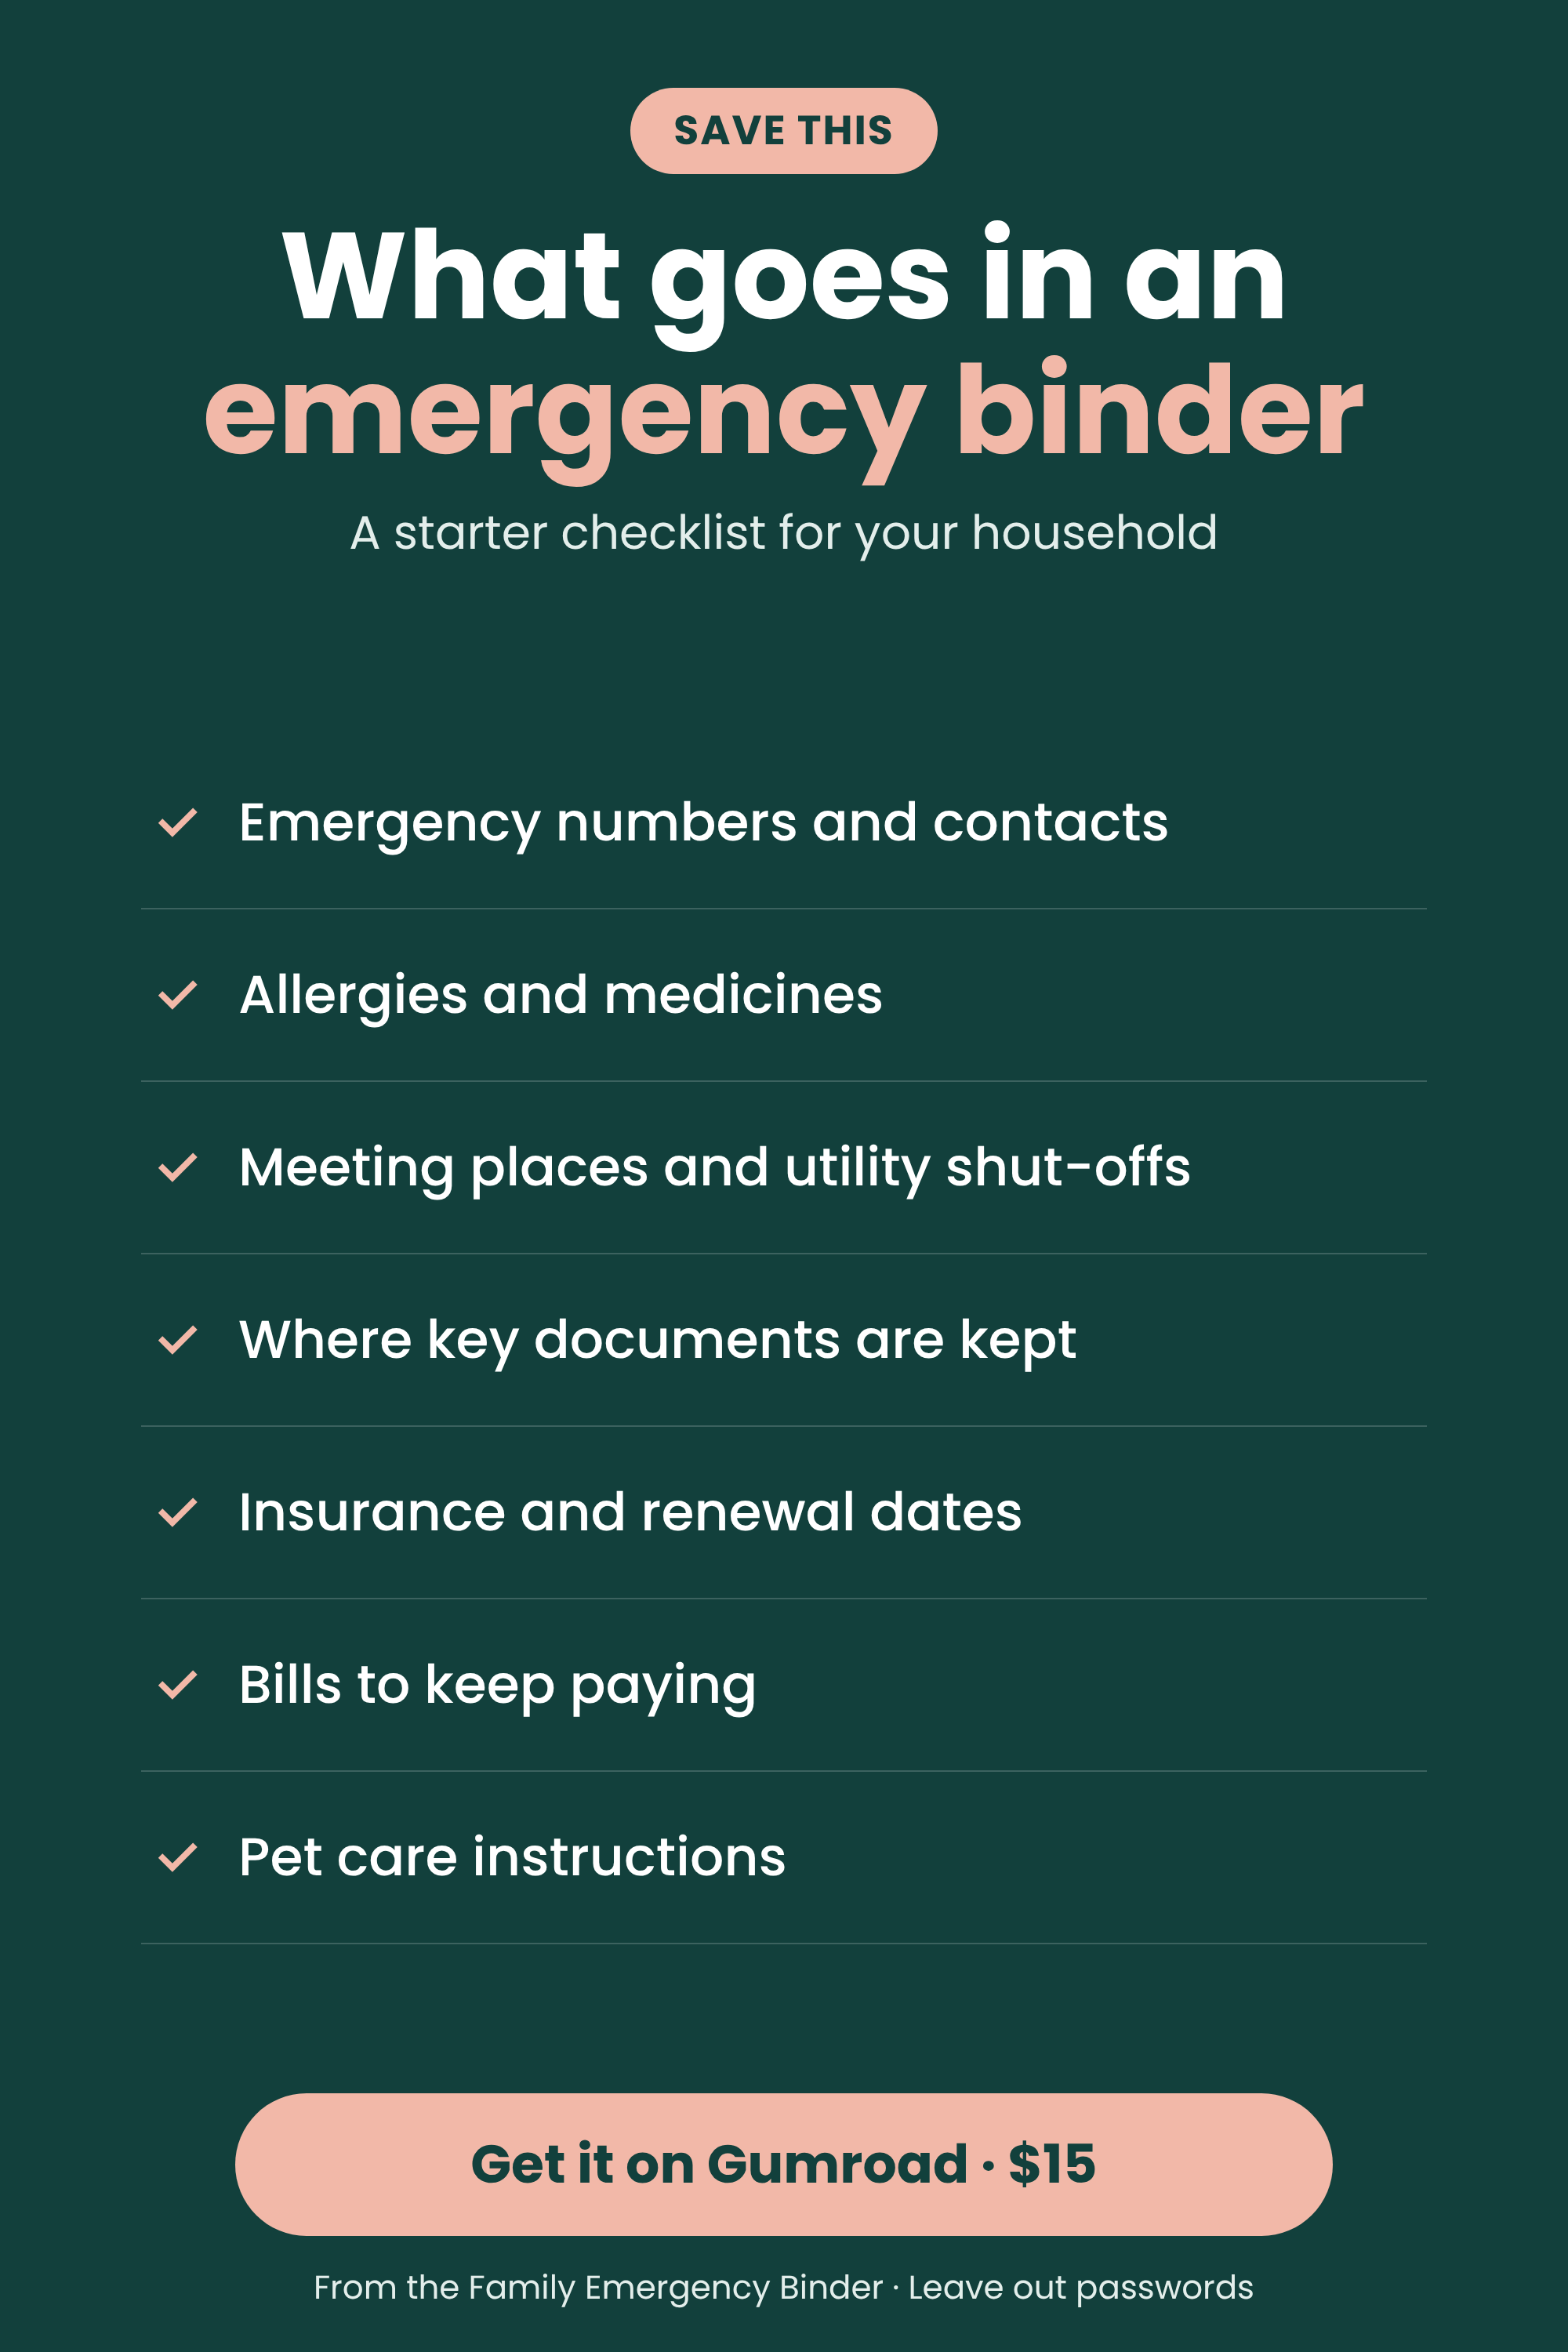 SAVE THIS
What goes in an
emergency binder
A starter checklist for your household
Emergency numbers and contacts
Allergies and medicines
Meeting places and utility shut-offs
Where key documents are kept
Insurance and renewal dates
Bills to keep paying
Pet care instructions
Get it on Gumroad · $15
From the Family Emergency Binder · Leave out passwords